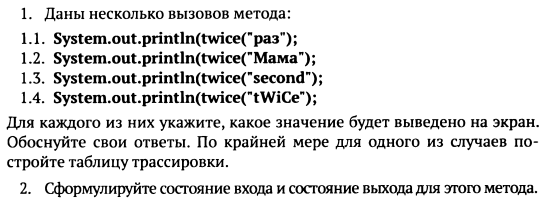 1. Даны несколько вызовов метода:
1.1. System.out.println(twice("раз");
1.2. System.out.println(twice("Мама");
1.3. System.out.println(twice("second");
1.4. System.out.println(twice("tWiCe");
Для каждого из них укажите, какое значение будет выведено на экран.
Обоснуйте свои ответы. По крайней мере для одного из случаев по-
стройте таблицу трассировки.
2. Сформулируйте состояние входа и состояние выхода для этого метода.